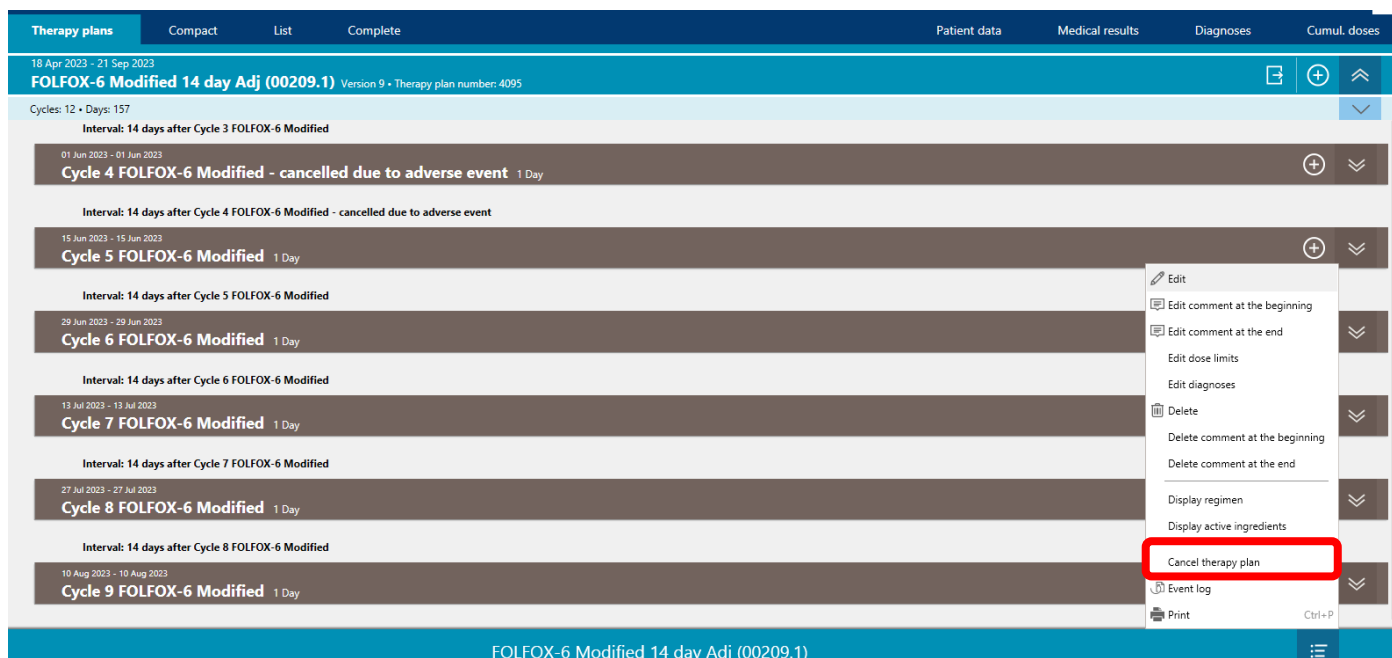 Therapy plans Compact List Complete Patient data Medical results Diagnoses Cumul. doses
18 Apr 2023 - 21 Sep 2023
FOLFOX-6 Modified 14 day Adj (00209.1) Version 9 • Therapy plan number: 4095
Cycles: 12 • Days: 157
Interval: 14 days after Cycle 3 FOLFOX-6 Modified
01 Jun 2023 - 01 Jun 2023
Cycle 4 FOLFOX-6 Modified - cancelled due to adverse event 1 Day
Interval: 14 days after Cycle 4 FOLFOX-6 Modified - cancelled due to adverse event
15 Jun 2023 - 15 Jun 2023
Cycle 5 FOLFOX-6 Modified 1 Day
Interval: 14 days after Cycle 5 FOLFOX-6 Modified
29 Jun 2023 - 29 Jun 2023
Cycle 6 FOLFOX-6 Modified 1 Day
Interval: 14 days after Cycle 6 FOLFOX-6 Modified
13 Jul 2023 - 13 Jul 2023
Cycle 7 FOLFOX-6 Modified 1 Day
Interval: 14 days after Cycle 7 FOLFOX-6 Modified
27 Jul 2023 - 27 Jul 2023
Cycle 8 FOLFOX-6 Modified 1 Day
Interval: 14 days after Cycle 8 FOLFOX-6 Modified
10 Aug 2023 - 10 Aug 2023
Cycle 9 FOLFOX-6 Modified 1 Day
Edit
Edit comment at the beginning
Edit comment at the end
Edit dose limits
Edit diagnoses
Delete
Delete comment at the beginning
Delete comment at the end
Display regimen
Display active ingredients
Cancel therapy plan
Event log
Print Ctrl+P
FOLFOX-6 Modified 14 day Adj (00209.1)